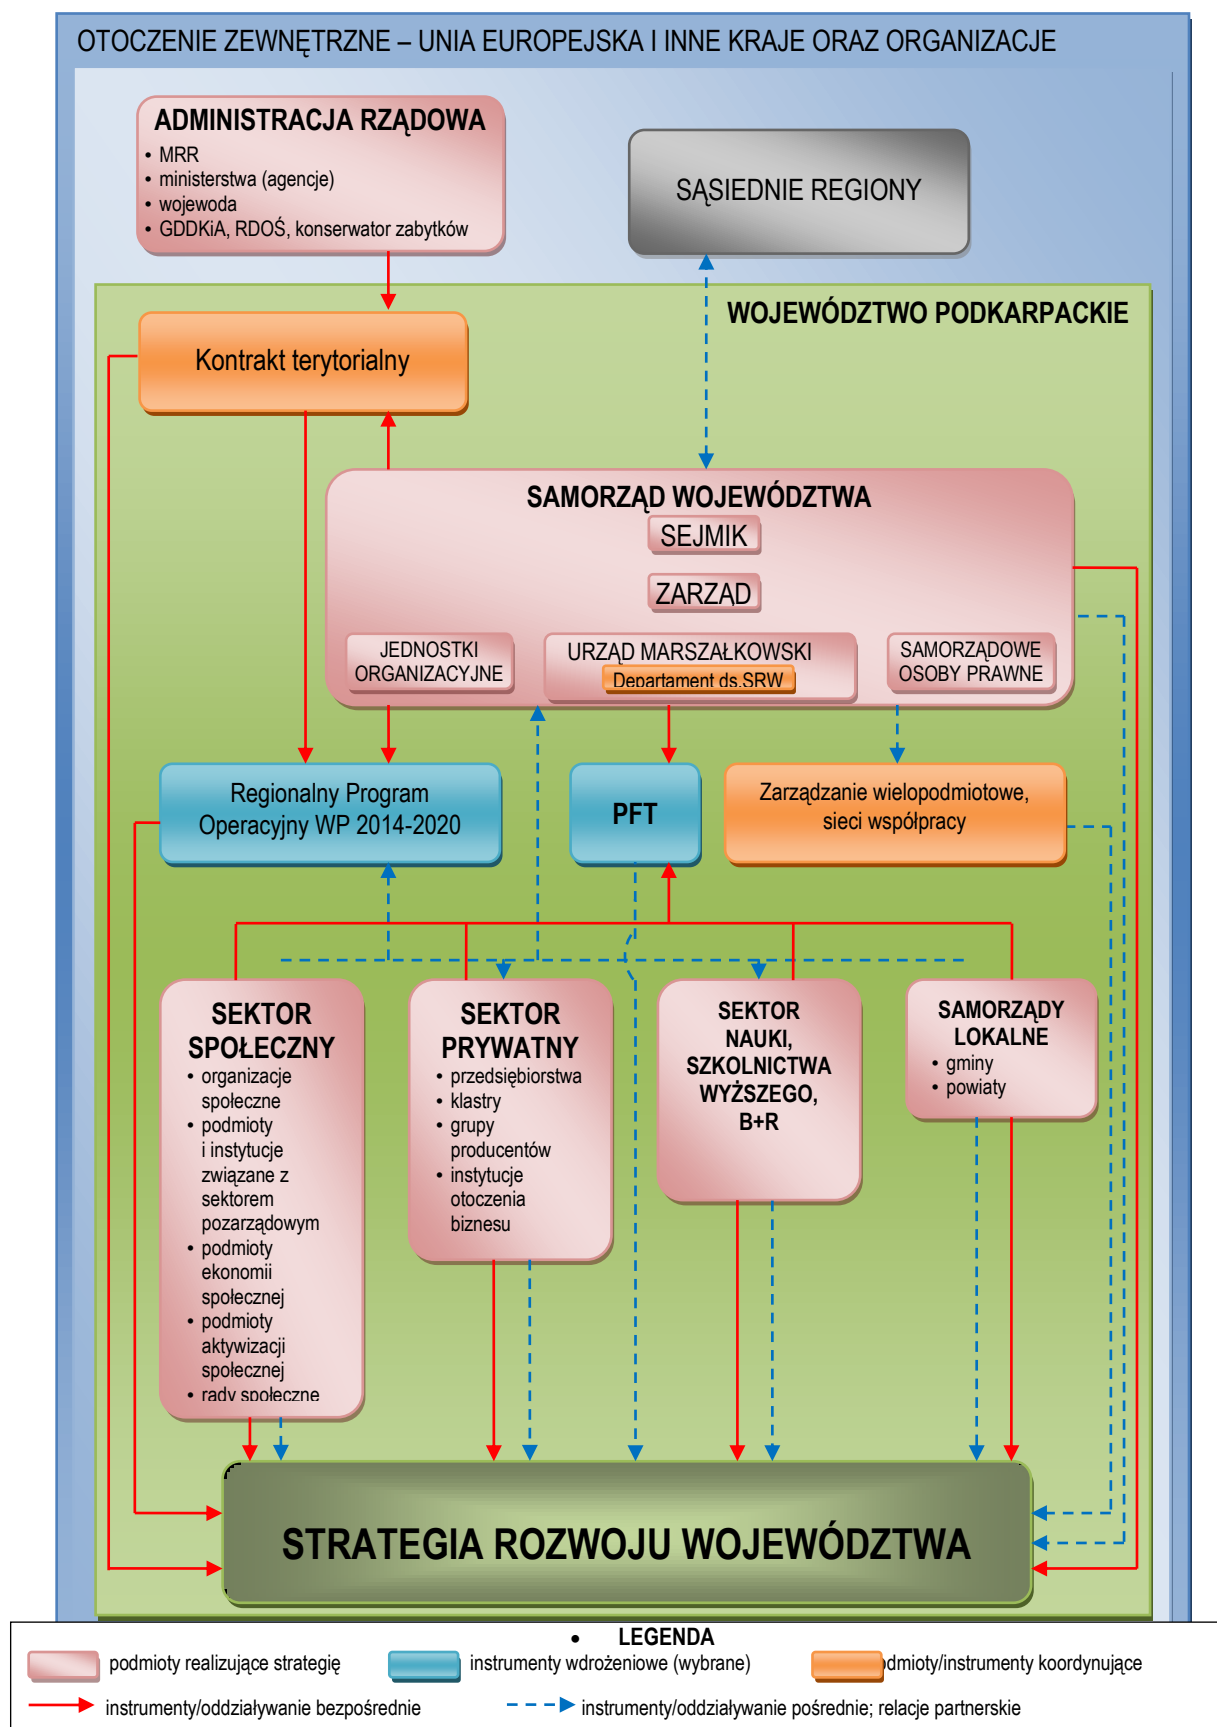 OTOCZENIE ZEWNĘTRZNE – UNIA EUROPEJSKA I INNE KRAJE ORAZ ORGANIZACJE
ADMINISTRACJA RZĄDOWA
• MRR
• ministerstwa (agencje)
• wojewoda
• GDDKiA, RDOŚ, konserwator zabytków
SĄSIEDNIE REGIONY
WOJEWÓDZTWO PODKARPACKIE
Kontrakt terytorialny
SAMORZĄD WOJEWÓDZTWA
SEJMIK
ZARZĄD
JEDNOSTKI
ORGANIZACYJNE
URZĄD MARSZAŁKOWSKI
Departament ds.SRW
SAMORZĄDOWE
OSOBY PRAWNE
Regionalny Program
Operacyjny WP 2014-2020
PFT
Zarządzanie wielopodmiotowe,
sieci współpracy
SEKTOR
SPOŁECZNY
• organizacje
społeczne
• podmioty
i instytucje
związane z
sektorem
pozarządowym
• podmioty
ekonomii
społecznej
• podmioty
aktywizacji
społecznej
• rady społeczne
SEKTOR
PRYWATNY
• przedsiębiorstwa
• klastry
• grupy
producentów
• instytucje
otoczenia
biznesu
SEKTOR
NAUKI,
SZKOLNICTWA
WYŻSZEGO,
B+R
SAMORZĄDY
LOKALNE
• gminy
• powiaty
STRATEGIA ROZWOJU WOJEWÓDZTWA
• LEGENDA
podmioty realizujące strategię
instrumenty wdrożeniowe (wybrane)
odmioty/instrumenty koordynujące
instrumenty/oddziaływanie bezpośrednie
instrumenty/oddziaływanie pośrednie; relacje partnerskie